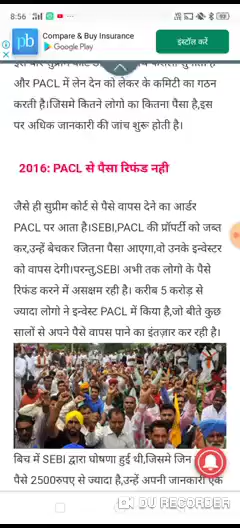 8:56
Compare & Buy Insurance
Google Play
इंस्टॉल करें
pb
और PACL में लेन देन को लेकर के कमिटी का गठन
करती है।जिसमे कितने लोगो का कितना पैसा है,इस
पर अधिक जानकारी की जांच शुरू होती है।
2016: PACL से पैसा रिफंड नही
जैसे ही सुप्रीम कोर्ट से पैसे वापस देने का आर्डर
PACL पर आता है।SEBI,PACL की प्रॉपर्टी को जब्त
कर,उन्हें बेचकर जितना पैसा आएगा,वो उनके इन्वेस्टर
को वापस देगी।परन्तु,SEBI अभी तक लोगो के पैसे
रिफंड करने में असक्षम रही है। करीब 5 करोड़ से
ज्यादा लोगो ने इन्वेस्ट PACL में किया है,जो बीते कुछ
सालों से अपने पैसे वापस पाने का इंतज़ार कर रही है।
बिच में SEBI द्वारा घोषणा हुई थी,जिसमे जिन
पैसे 2500रुपए से ज्यादा है,उन्हें अपनी जानकारी एक
DU RECORDER